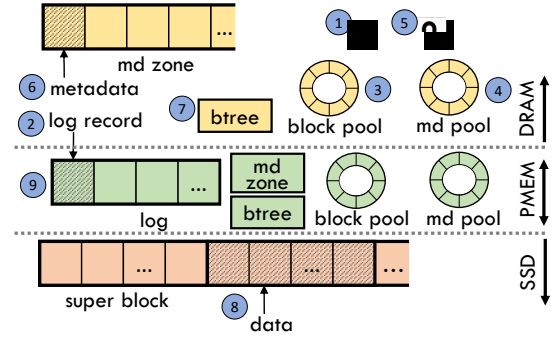 ...
1
5
md zone
6
metadata
7
btree
3
block pool
4
md pool
DRAM
2
log record
9
...
log
md
zone
btree
block pool
md pool
PMEM
...
...
...
super block
8
data
SSD